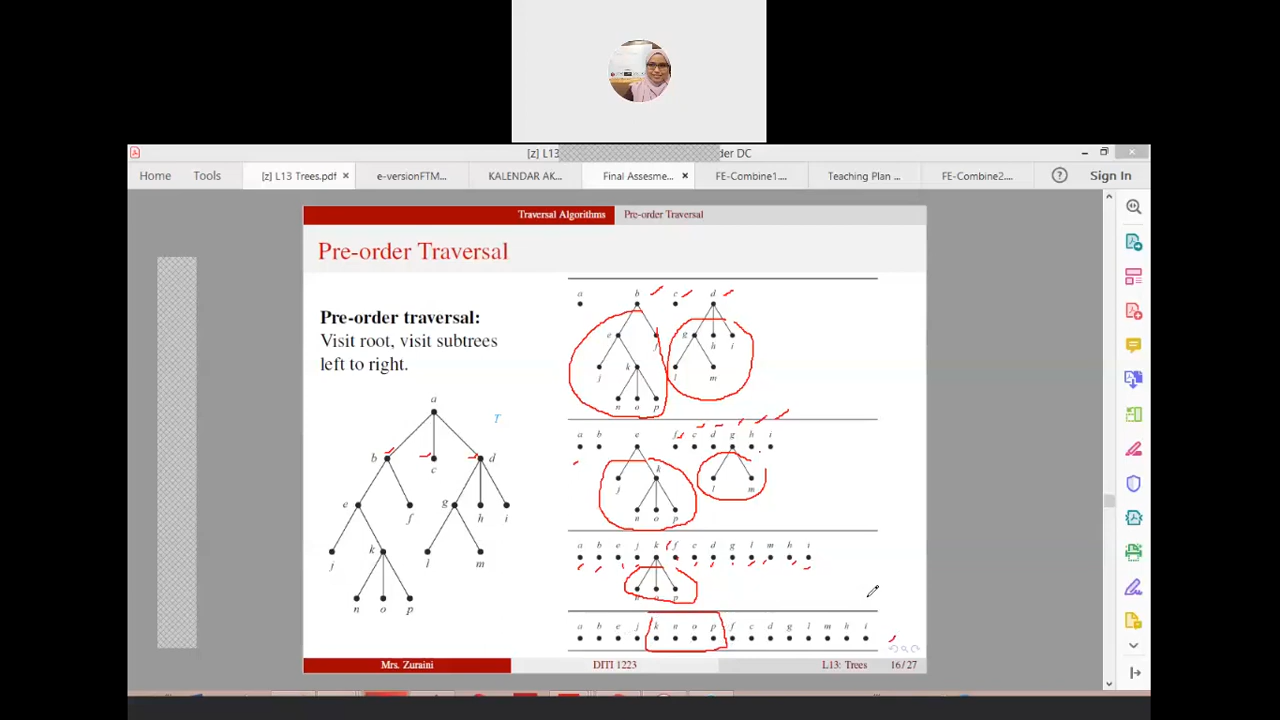 [z] L13 der DC
Home Tools [z] L13 Trees.pdf × e-versionFTM... KALENDAR AK... Final Assesme... × FE-Combine1.... Teaching Plan ... FE-Combine2.... ? Sign In
Traversal Algorithms Pre-order Traversal
Pre-order Traversal
Pre-order traversal:
Visit root, visit subtrees
left to right.
a
T
b c d
e f g h i
j k l m
n o p
a b c d
e f g h i
j k l m
n o p
a b e f c d g h i
j k l m
n o p
a b e j k f c d g l m h i
n o p
a b e j k n o p f c d g l m h i
Mrs. Zuraini DITI 1223 L13: Trees 16/27